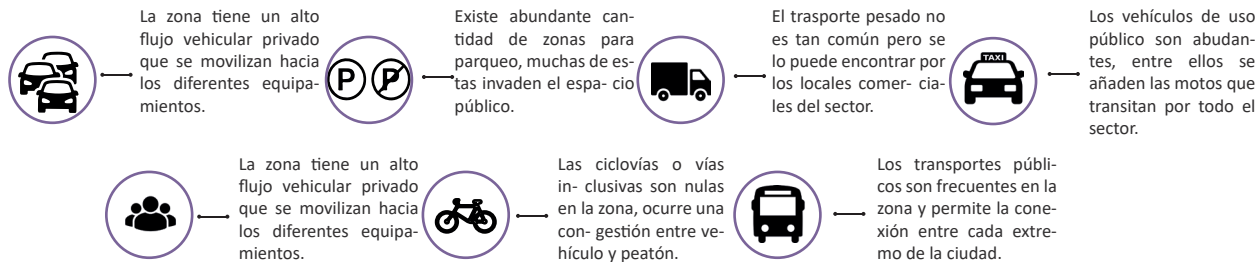 La zona tiene un alto
flujo vehicular privado
que se movilizan hacia
los diferentes equipa-
mientos.
P P
Existe abundante can-
tidad de zonas para
parqueo, muchas de es-
tas invaden el espa- cio
público.
El trasporte pesado no
es tan común pero se
lo puede encontrar por
los locales comer- cia-
les del sector.
TAXI
Los vehículos de uso
público son abudan-
tes, entre ellos se
añaden las motos que
transitan por todo el
sector.
La zona tiene un alto
flujo vehicular privado
que se movilizan hacia
los diferentes equipa-
mientos.
Las ciclovías o vías
in- clusivas son nulas
en la zona, ocurre una
con- gestión entre ve-
hículo y peatón.
Los transportes públi-
cos son frecuentes en la
zona y permite la cone-
xión entre cada extre-
mo de la ciudad.